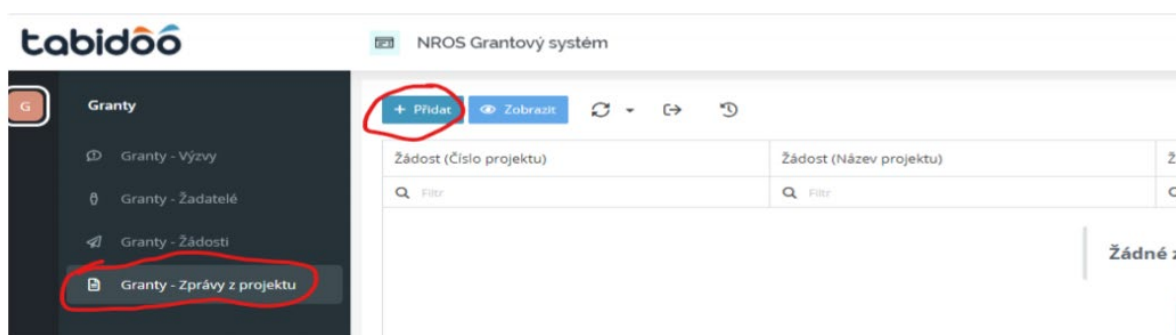 tabidoo
NROS Grantový systém
G
Granty
+ Přidat
Zobrazit
Granty - Výzvy
Granty - Žadatelé
Granty - Žádosti
Granty - Zprávy z projektu
Žádost (Číslo projektu)
Žádost (Název projektu)
Filtr
Filtr
Žádné